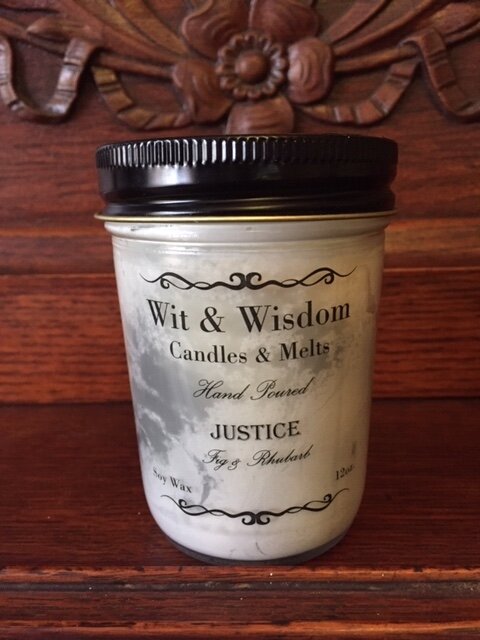 Wit & Wisdom
Candles & Melts
Hand Poured
JUSTICE
Fig & Rhubarb
Soy Wax
12oz.